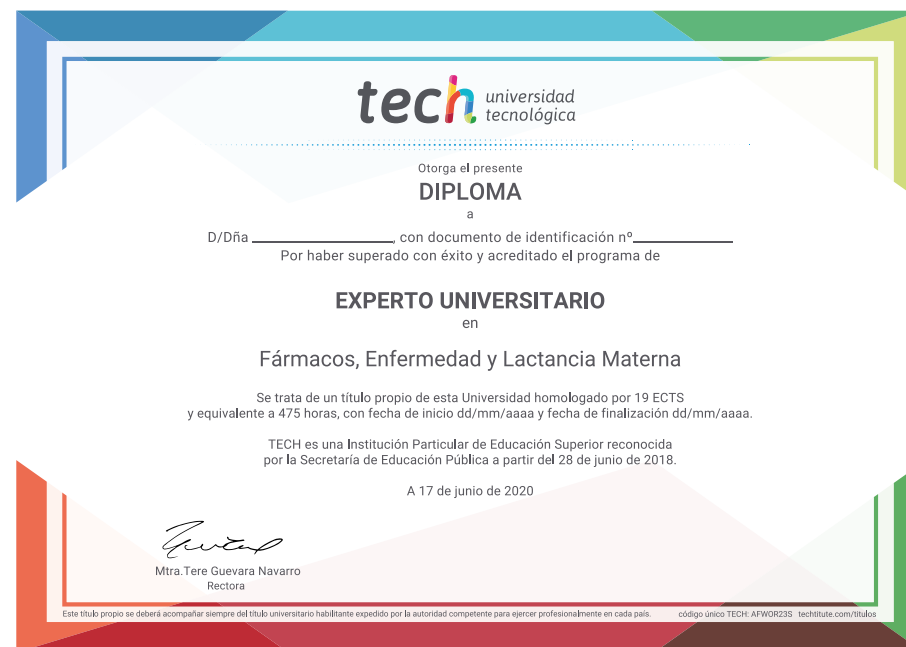 tech universidad
tecnológica
Otorga el presente
DIPLOMA
a
D/Dña ____________, con documento de identificación nº____________
Por haber superado con éxito y acreditado el programa de
EXPERTO UNIVERSITARIO
en
Fármacos, Enfermedad y Lactancia Materna
Se trata de un título propio de esta Universidad homologado por 19 ECTS
y equivalente a 475 horas, con fecha de inicio dd/mm/aaaa y fecha de finalización dd/mm/aaaa.
TECH es una Institución Particular de Educación Superior reconocida
por la Secretaría de Educación Pública a partir del 28 de junio de 2018.
A 17 de junio de 2020
Mtra.Tere Guevara Navarro
Rectora
Este título propio se deberá acompañar siempre del título universitario habilitante expedido por la autoridad competente para ejercer profesionalmente en cada país. código único TECH: AFWOR23S techtitute.com/titulos